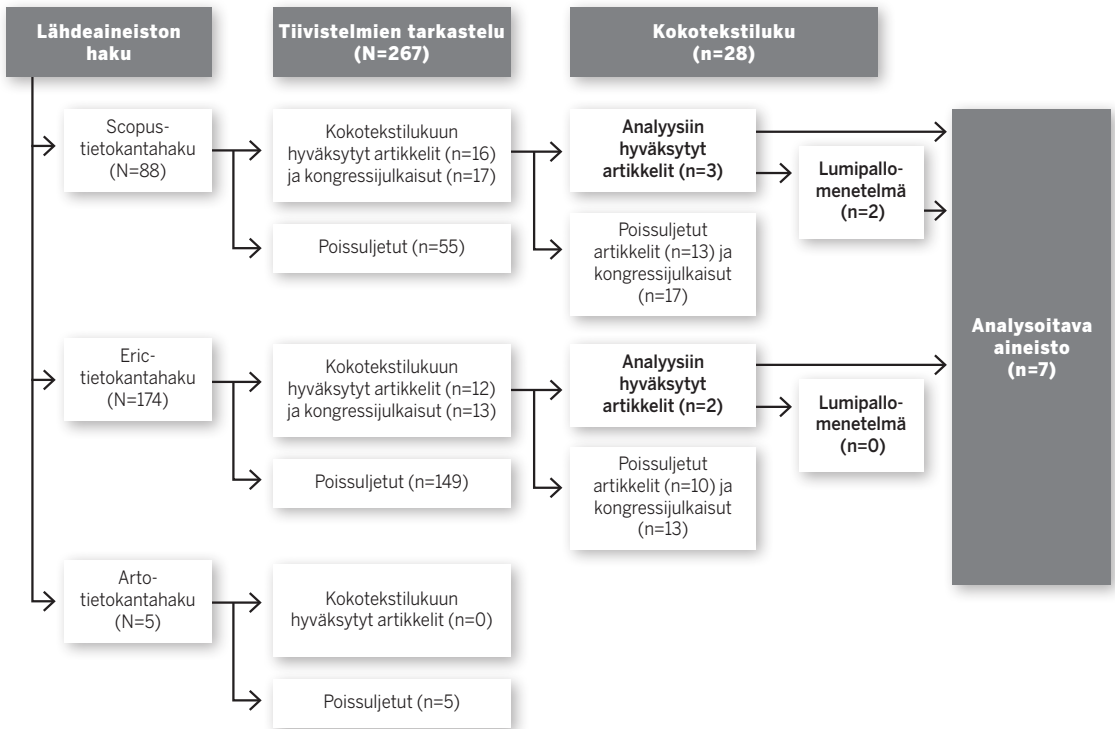 Lähdeaineiston
haku
Tiivistelmien tarkastelu
(N=267)
Kokotekstiluku
(n=28)
Scopus-
tietokantahaku
(N=88)
Kokotekstilukuun
hyväksytyt artikkelit (n=16)
ja kongressijulkaisut (n=17)
Poissuljetut (n=55)
Analyysiin
hyväksytyt
artikkelit (n=3)
Lumipallo-
menetelmä
(n=2)
Poissuljetut
artikkelit (n=13) ja
kongressijulkaisut
(n=17)
Eric-
tietokantahaku
(N=174)
Kokotekstilukuun
hyväksytyt artikkelit (n=12)
ja kongressijulkaisut (n=13)
Poissuljetut (n=149)
Analyysiin
hyväksytyt
artikkelit (n=2)
Lumipallo-
menetelmä
(n=0)
Poissuljetut
artikkelit (n=10) ja
kongressijulkaisut
(n=13)
Arto-
tietokantahaku
(N=5)
Kokotekstilukuun
hyväksytyt artikkelit (n=0)
Poissuljetut (n=5)
Analysoitava
aineisto
(n=7)